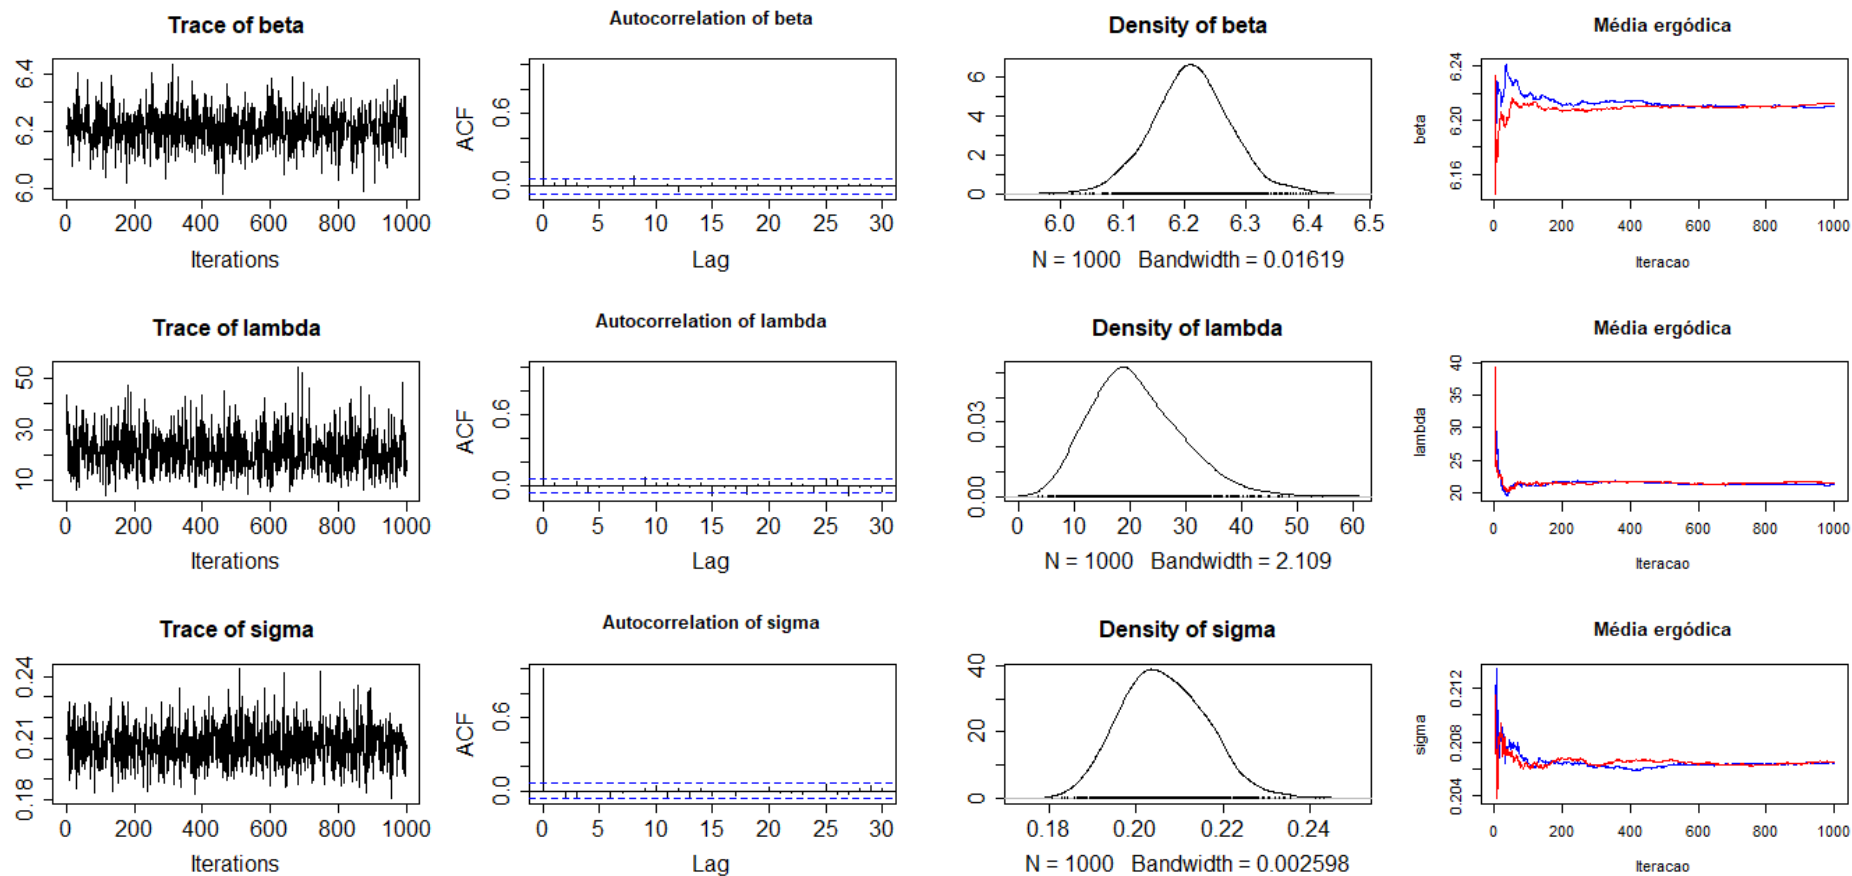 Trace of beta
6.0 6.2 6.4
0 200 400 600 800 1000
Iterations
Autocorrelation of beta
ACF
0.0 0.6
0 5 10 15 20 25 30
Lag
Density of beta
0 2 4 6
6.0 6.1 6.2 6.3 6.4 6.5
N = 1000 Bandwidth = 0.01619
Média ergódica
beta
6.16 6.20 6.24
0 200 400 600 800 1000
Iteracao
Trace of lambda
10 30 50
0 200 400 600 800 1000
Iterations
Autocorrelation of lambda
ACF
0.0 0.6
0 5 10 15 20 25 30
Lag
Density of lambda
0.00 0.03
0 10 20 30 40 50 60
N = 1000 Bandwidth = 2.109
Média ergódica
lambda
20 25 30 35 40
0 200 400 600 800 1000
Iteracao
Trace of sigma
0.18 0.21 0.24
0 200 400 600 800 1000
Iterations
Autocorrelation of sigma
ACF
0.0 0.6
0 5 10 15 20 25 30
Lag
Density of sigma
0 20 40
0.18 0.20 0.22 0.24
N = 1000 Bandwidth = 0.002598
Média ergódica
sigma
0.204 0.208 0.212
0 200 400 600 800 1000
Iteracao